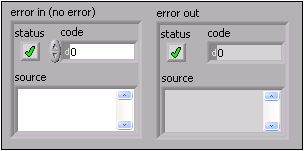 error in (no error)
status code
d0
source
error out
status code
d0
source